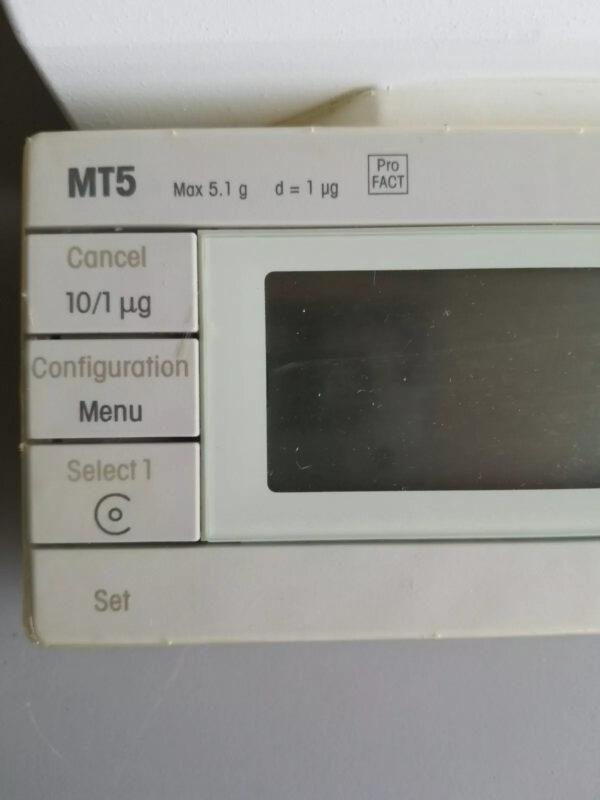 MT5 Max 5.1 g d = 1 µg
Pro
FACT
Cancel
10/1 µg
Configuration
Menu
Select 1
Set